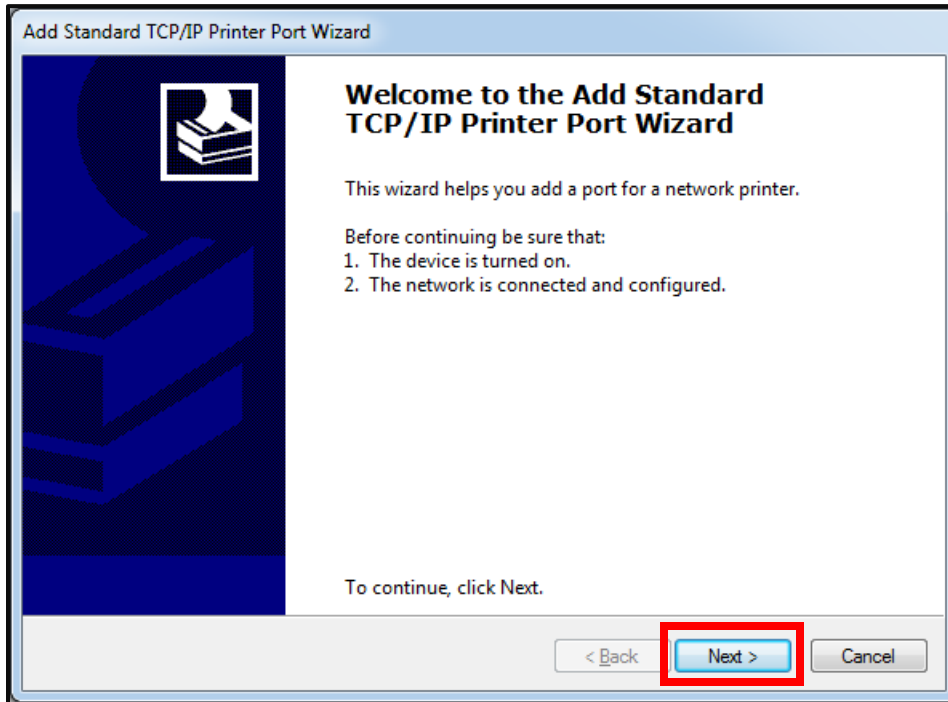 Add Standard TCP/IP Printer Port Wizard
Welcome to the Add Standard
TCP/IP Printer Port Wizard
This wizard helps you add a port for a network printer.
Before continuing be sure that:
1. The device is turned on.
2. The network is connected and configured.
To continue, click Next.
< Back Next > Cancel